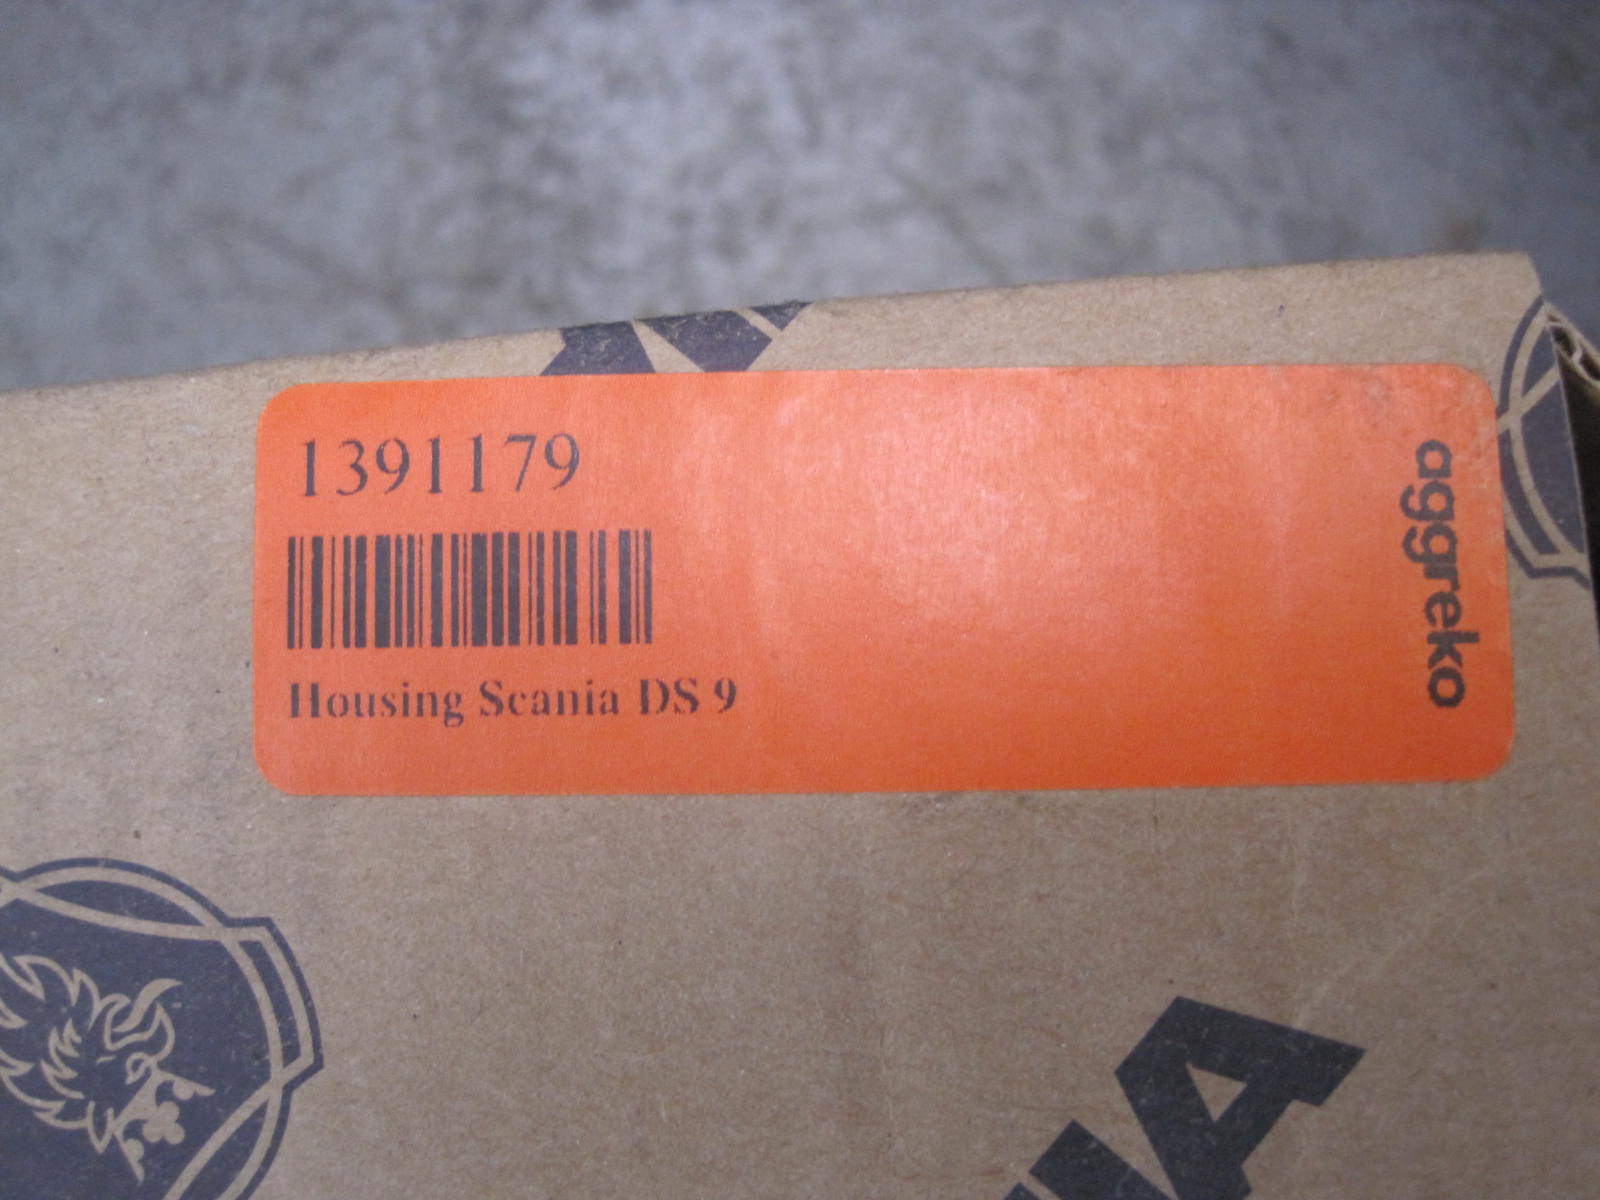 1391179
Housing Scania DS 9
aggreko